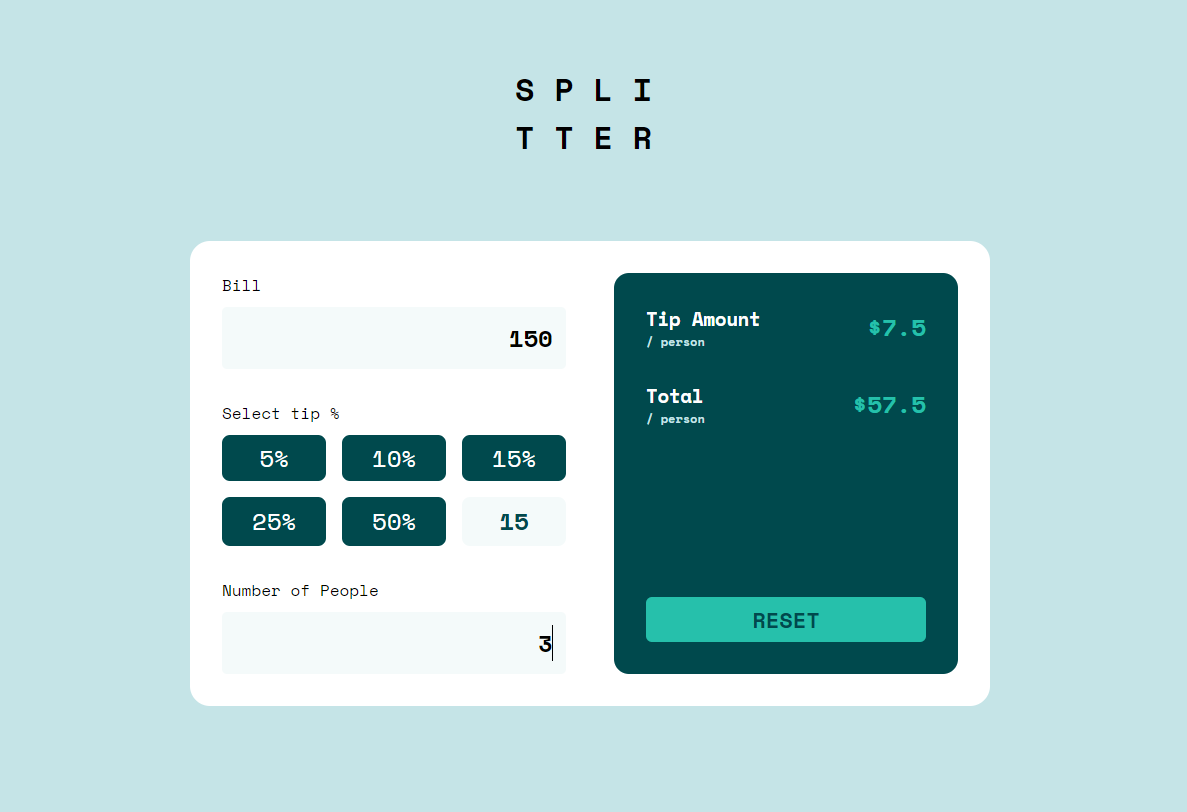 S P L I
T T E R
Bill
150
Select tip %
5% 10% 15%
25% 50% 15
Number of People
3
Tip Amount
/ person
$7.5
Total
/ person
$57.5
RESET